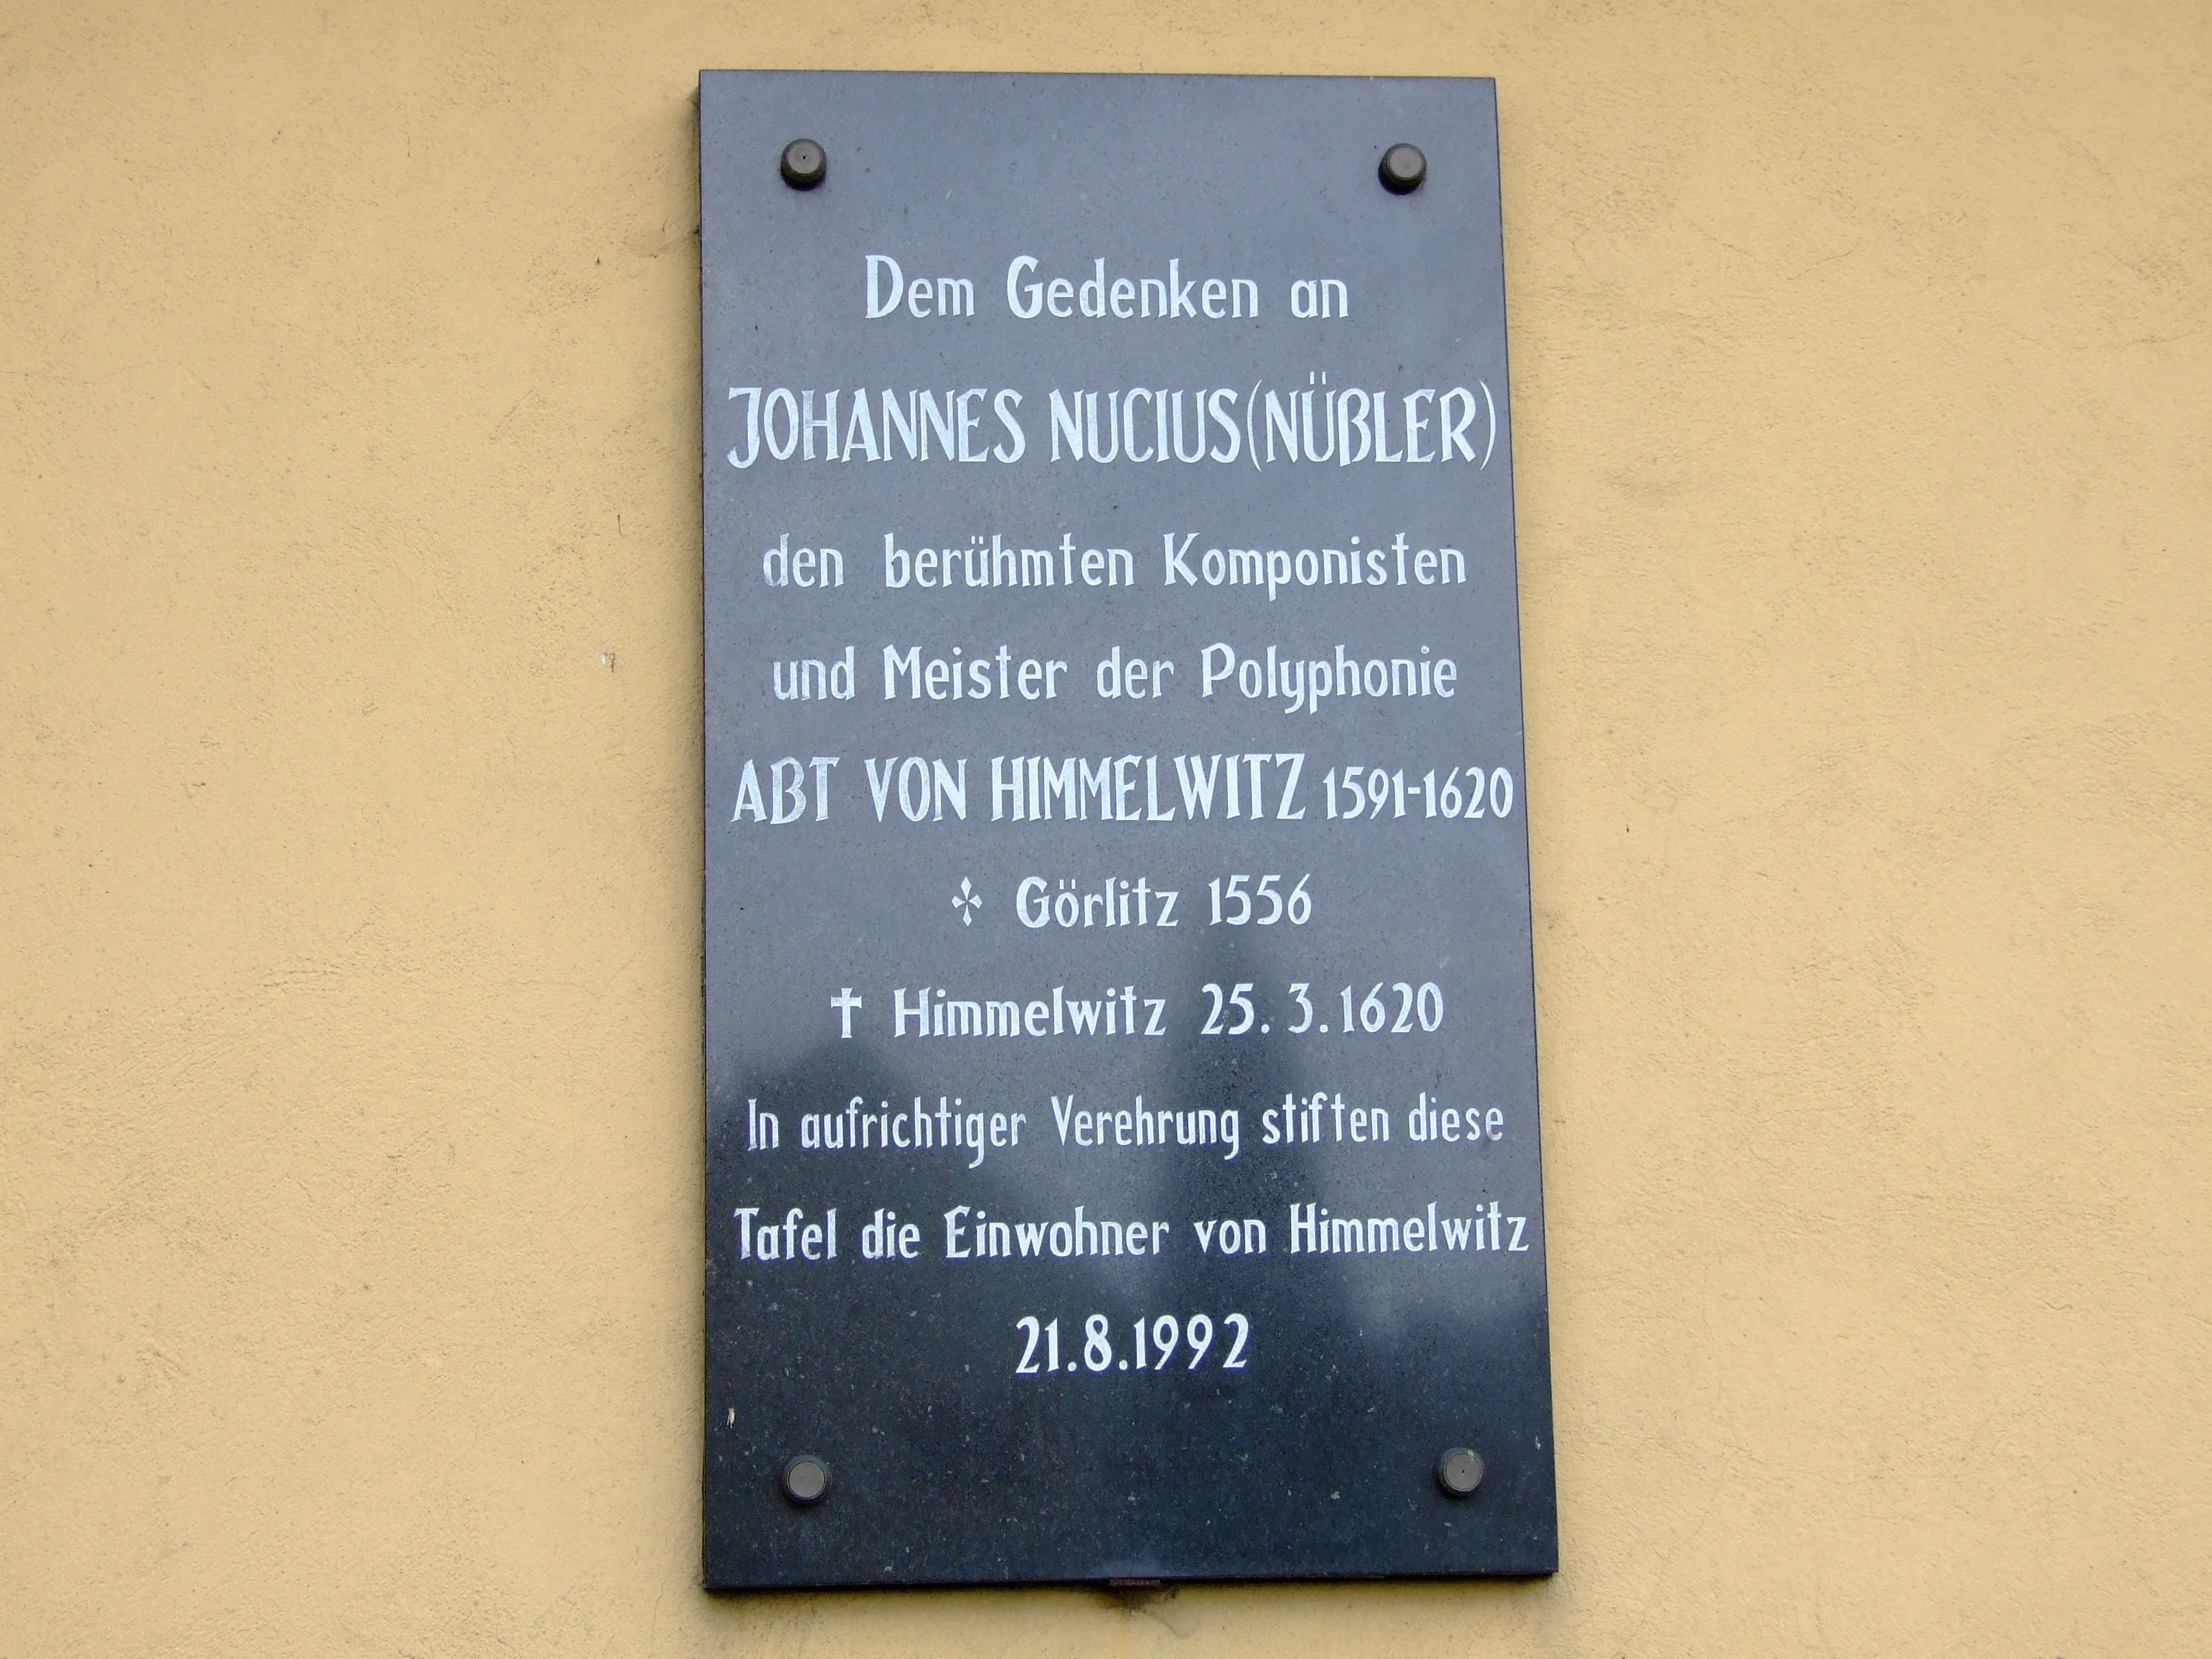 Dem Gedenken an
JOHANNES NUCIUS (NÜßLER)
den berühmten Komponisten
und Meister der Polyphonie
ABT VON HIMMELWITZ 1591-1620
✣ Görlitz 1556
✝ Himmelwitz 25. 3. 1620
In aufrichtiger Verehrung stiften diese
Tafel die Einwohner von Himmelwitz
21.8.1992